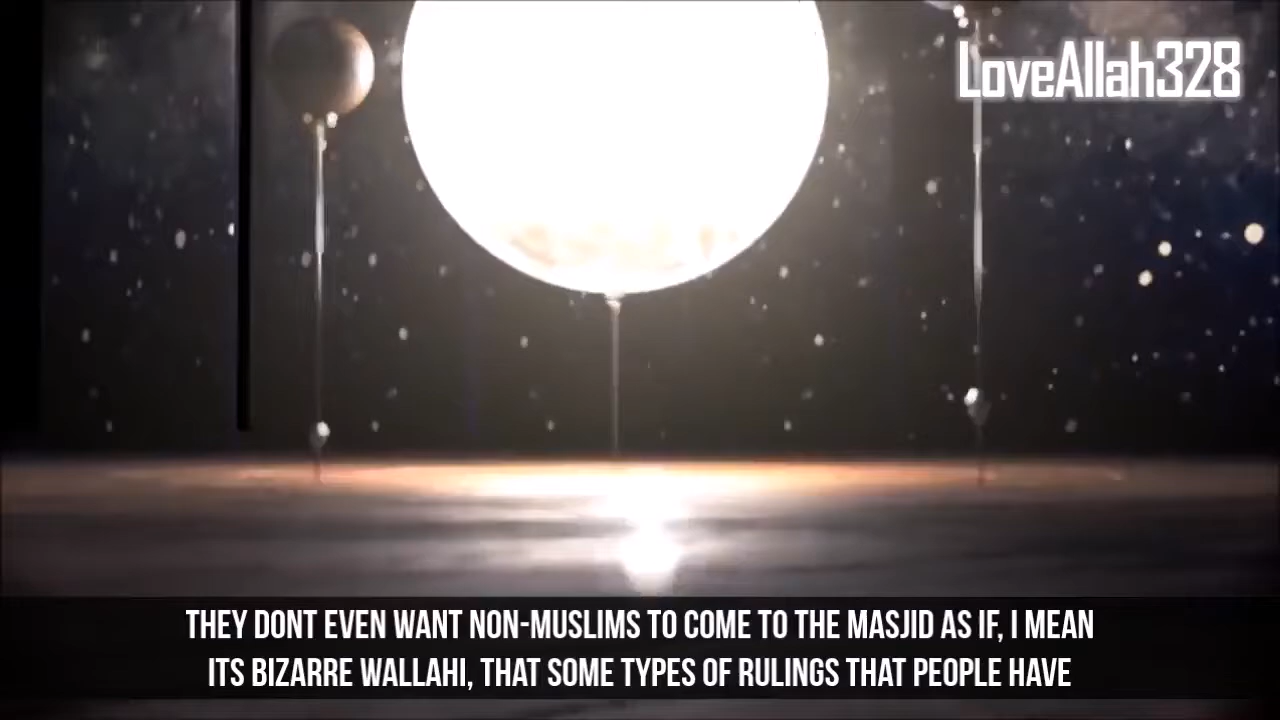 LoveAllah328
THEY DONT EVEN WANT NON-MUSLIMS TO COME TO THE MASJID AS IF, I MEAN
ITS BIZARRE WALLAHI, THAT SOME TYPES OF RULINGS THAT PEOPLE HAVE